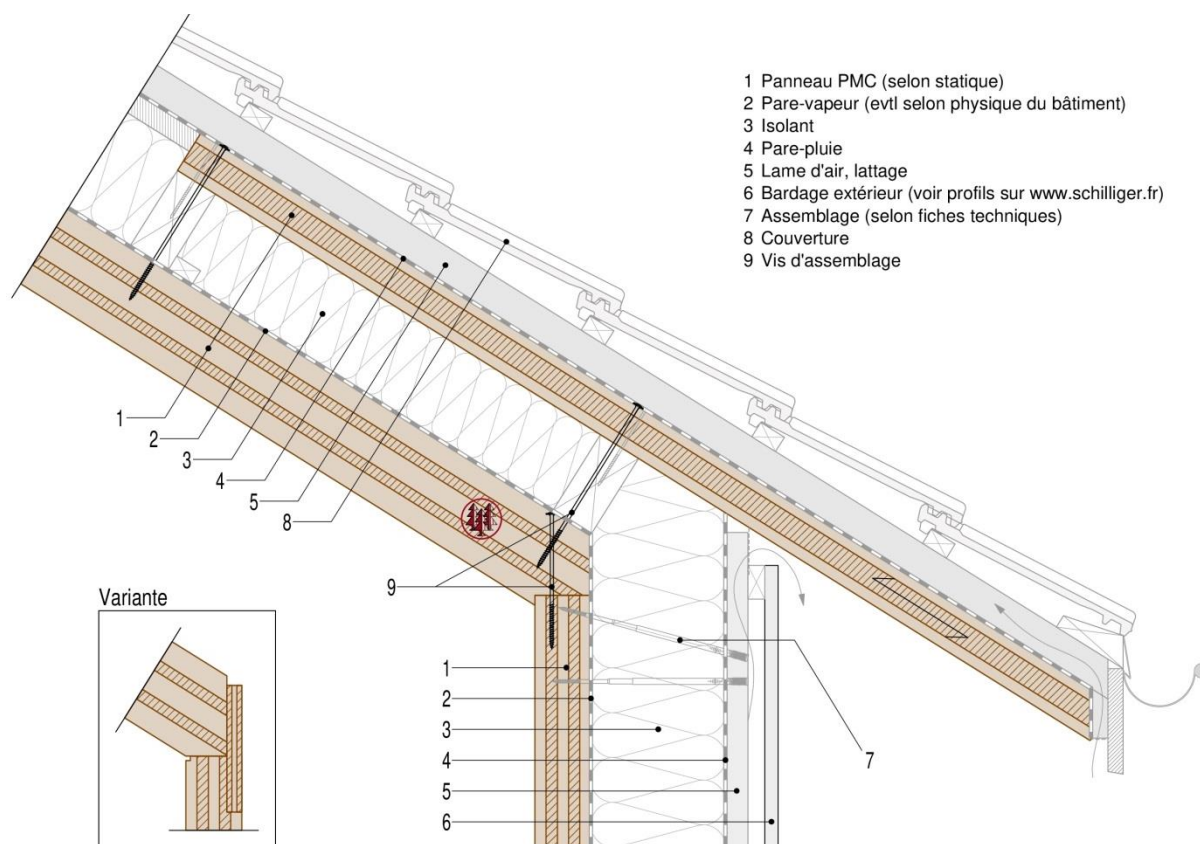 1 Panneau PMC (selon statique)
2 Pare-vapeur (evtl selon physique du bâtiment)
3 Isolant
4 Pare-pluie
5 Lame d'air, lattage
6 Bardage extérieur (voir profils sur www.schilliger.fr)
7 Assemblage (selon fiches techniques)
8 Couverture
9 Vis d'assemblage
1
2
3
4
5
8
9
Variante
1
2
3
4
5
6
7